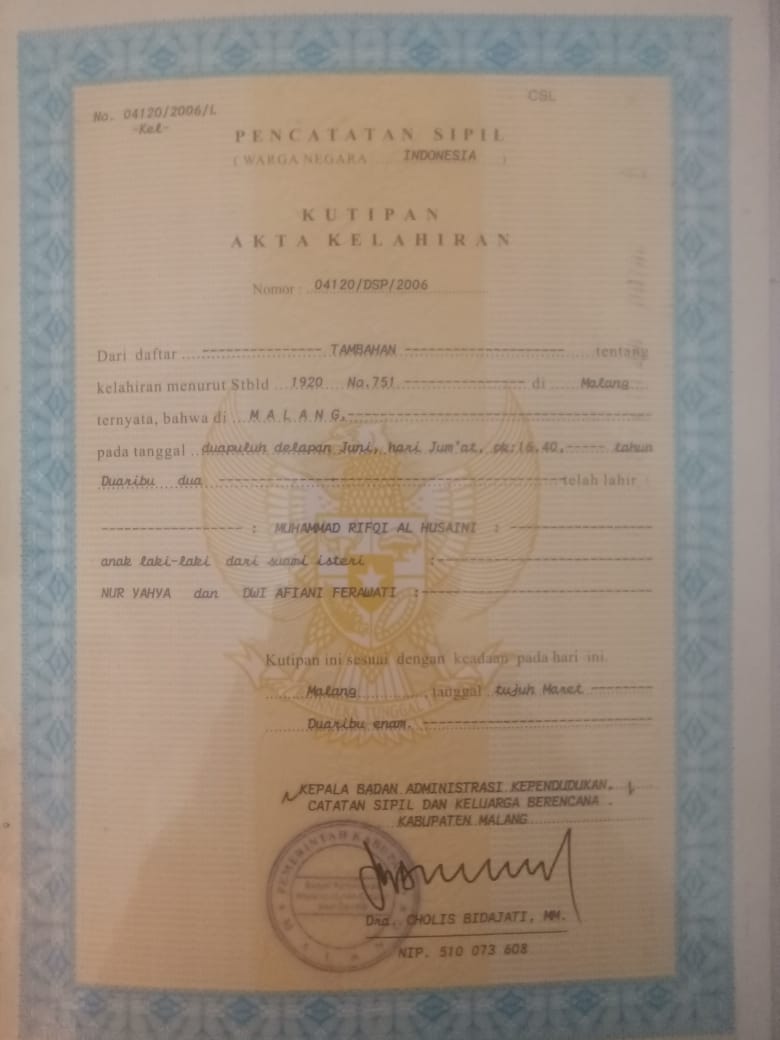 CSL
No. 04120/2006/L
-Kel-
PENCATATAN SIPIL
( WARGA NEGARA INDONESIA )
KUTIPAN
AKTA KELAHIRAN
Nomor : 04120/DSP/2006
Dari daftar ---------------- TAMBAHAN ---------------- tentang
kelahiran menurut Stbld 1920 No.751 ---------------- di Malang
ternyata, bahwa di M A L A N G,----------------
pada tanggal duapuluh delapan Juni, hari Jum'at, pk:16.40,------ tahun
Duaribu dua ---------------- telah lahir :
---------------- : MUHAMMAD RIFQI AL HUSAINI : ----------------
anak laki-laki dari suami isteri :----------------
NUR YAHYA dan DWI AFIANI FERAWATI :----------------
Kutipan ini sesuai dengan keadaan pada hari ini.
Malang, tanggal tujuh Maret --------
Duaribu enam. ----------------
KEPALA BADAN ADMINISTRASI KEPENDUDUKAN,
CATATAN SIPIL DAN KELUARGA BERENCANA .
KABUPATEN MALANG
PEMERINTAH KABUPATEN
MALANG
Dra. CHOLIS BIDAJATI, MM.
NIP. 510 073 608